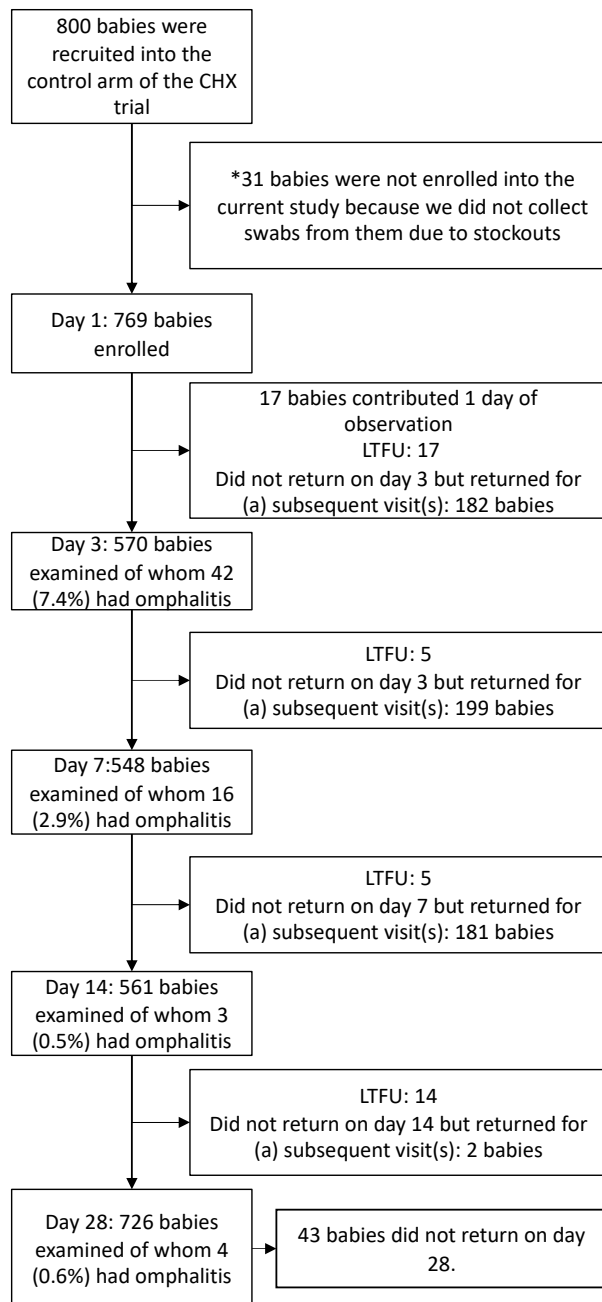 800 babies were
recruited into the
control arm of the CHX
trial
*31 babies were not enrolled into the
current study because we did not collect
swabs from them due to stockouts
Day 1: 769 babies
enrolled
17 babies contributed 1 day of
observation
LTFU: 17
Did not return on day 3 but returned for
(a) subsequent visit(s): 182 babies
Day 3: 570 babies
examined of whom 42
(7.4%) had omphalitis
LTFU: 5
Did not return on day 3 but returned for
(a) subsequent visit(s): 199 babies
Day 7:548 babies
examined of whom 16
(2.9%) had omphalitis
LTFU: 5
Did not return on day 7 but returned for
(a) subsequent visit(s): 181 babies
Day 14: 561 babies
examined of whom 3
(0.5%) had omphalitis
LTFU: 14
Did not return on day 14 but returned for
(a) subsequent visit(s): 2 babies
Day 28: 726 babies
examined of whom 4
(0.6%) had omphalitis
43 babies did not return on day
28.